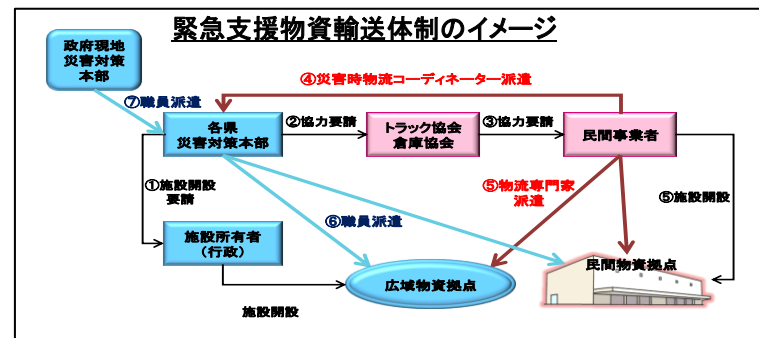 緊急支援物資輸送体制のイメージ
政府現地
災害対策
本部
④災害時物流コーディネーター派遣
⑦職員派遣
各県
災害対策本部
②協力要請
トラック協会
倉庫協会
③協力要請
民間事業者
①施設開設
要請
⑤物流専門家
派遣
⑤施設開設
⑥職員派遣
施設所有者
（行政）
民間物資拠点
広域物資拠点
施設開設